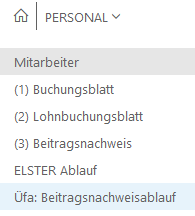 PERSONAL
Mitarbeiter
(1) Buchungsblatt
(2) Lohnbuchungsblatt
(3) Beitragsnachweis
ELSTER Ablauf
Üfa: Beitragsnachweisablauf